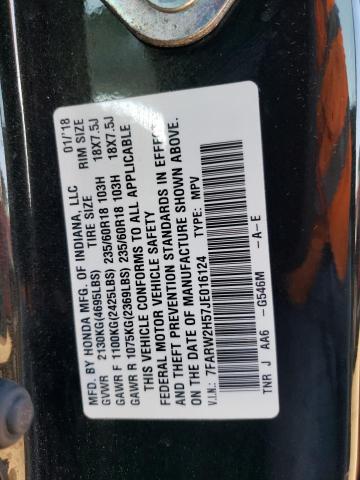 MFD. BY HONDA MFG. OF INDIANA, LLC 01/18
TIRE SIZE RIM SIZE
GVWR 2130KG(4695LBS)
GAWR F 1100KG(2425LBS) 235/60R18 103H 18X7.5J
GAWR R 1075KG(2369LBS) 235/60R18 103H 18X7.5J
THIS VEHICLE CONFORMS TO ALL APPLICABLE
FEDERAL MOTOR VEHICLE SAFETY
AND THEFT PREVENTION STANDARDS IN EFFECT
ON THE DATE OF MANUFACTURE SHOWN ABOVE.
V.I.N.: 7FARW2H57JE016124 TYPE: MPV
TNR J AA6 -G546M -A-E